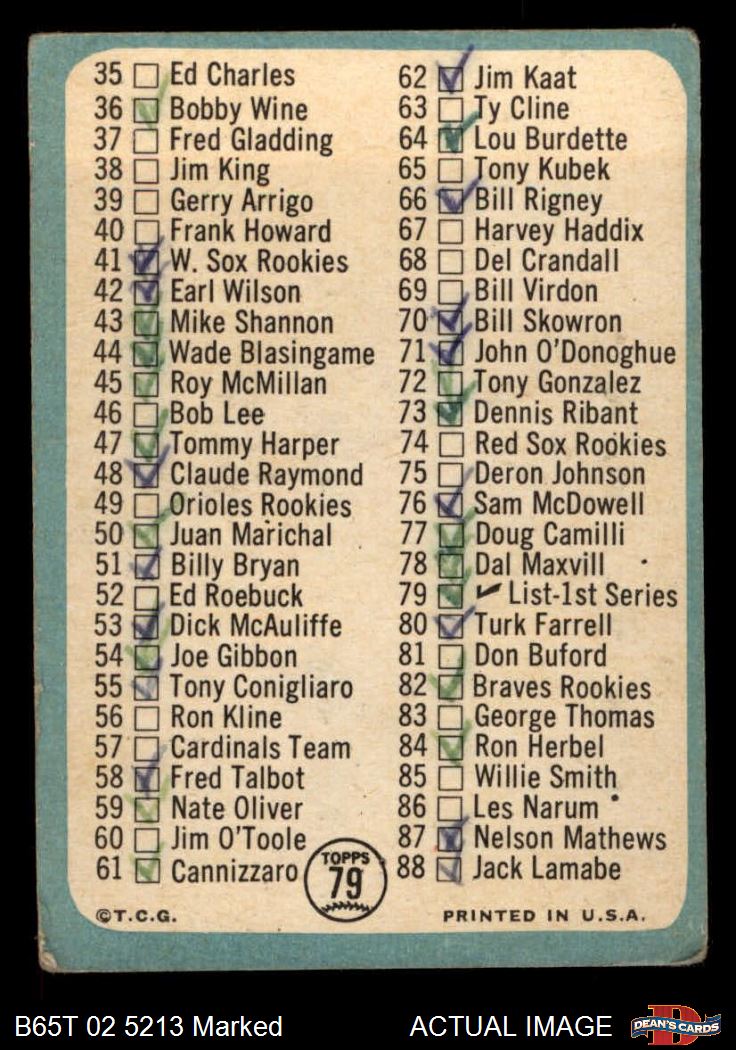 35 Ed Charles
36 Bobby Wine
37 Fred Gladding
38 Jim King
39 Gerry Arrigo
40 Frank Howard
41 W. Sox Rookies
42 Earl Wilson
43 Mike Shannon
44 Wade Blasingame
45 Roy McMillan
46 Bob Lee
47 Tommy Harper
48 Claude Raymond
49 Orioles Rookies
50 Juan Marichal
51 Billy Bryan
52 Ed Roebuck
53 Dick McAuliffe
54 Joe Gibbon
55 Tony Conigliaro
56 Ron Kline
57 Cardinals Team
58 Fred Talbot
59 Nate Oliver
60 Jim O'Toole
61 Cannizzaro
62 Jim Kaat
63 Ty Cline
64 Lou Burdette
65 Tony Kubek
66 Bill Rigney
67 Harvey Haddix
68 Del Crandall
69 Bill Virdon
70 Bill Skowron
71 John O'Donoghue
72 Tony Gonzalez
73 Dennis Ribant
74 Red Sox Rookies
75 Deron Johnson
76 Sam McDowell
77 Doug Camilli
78 Dal Maxvill
79 ✔ List-1st Series
80 Turk Farrell
81 Don Buford
82 Braves Rookies
83 George Thomas
84 Ron Herbel
85 Willie Smith
86 Les Narum
87 Nelson Mathews
88 Jack Lamabe
TOPPS
79
©T.C.G.
PRINTED IN U.S.A.
B65T 02 5213 Marked
ACTUAL IMAGE
D
DEAN'S CARDS